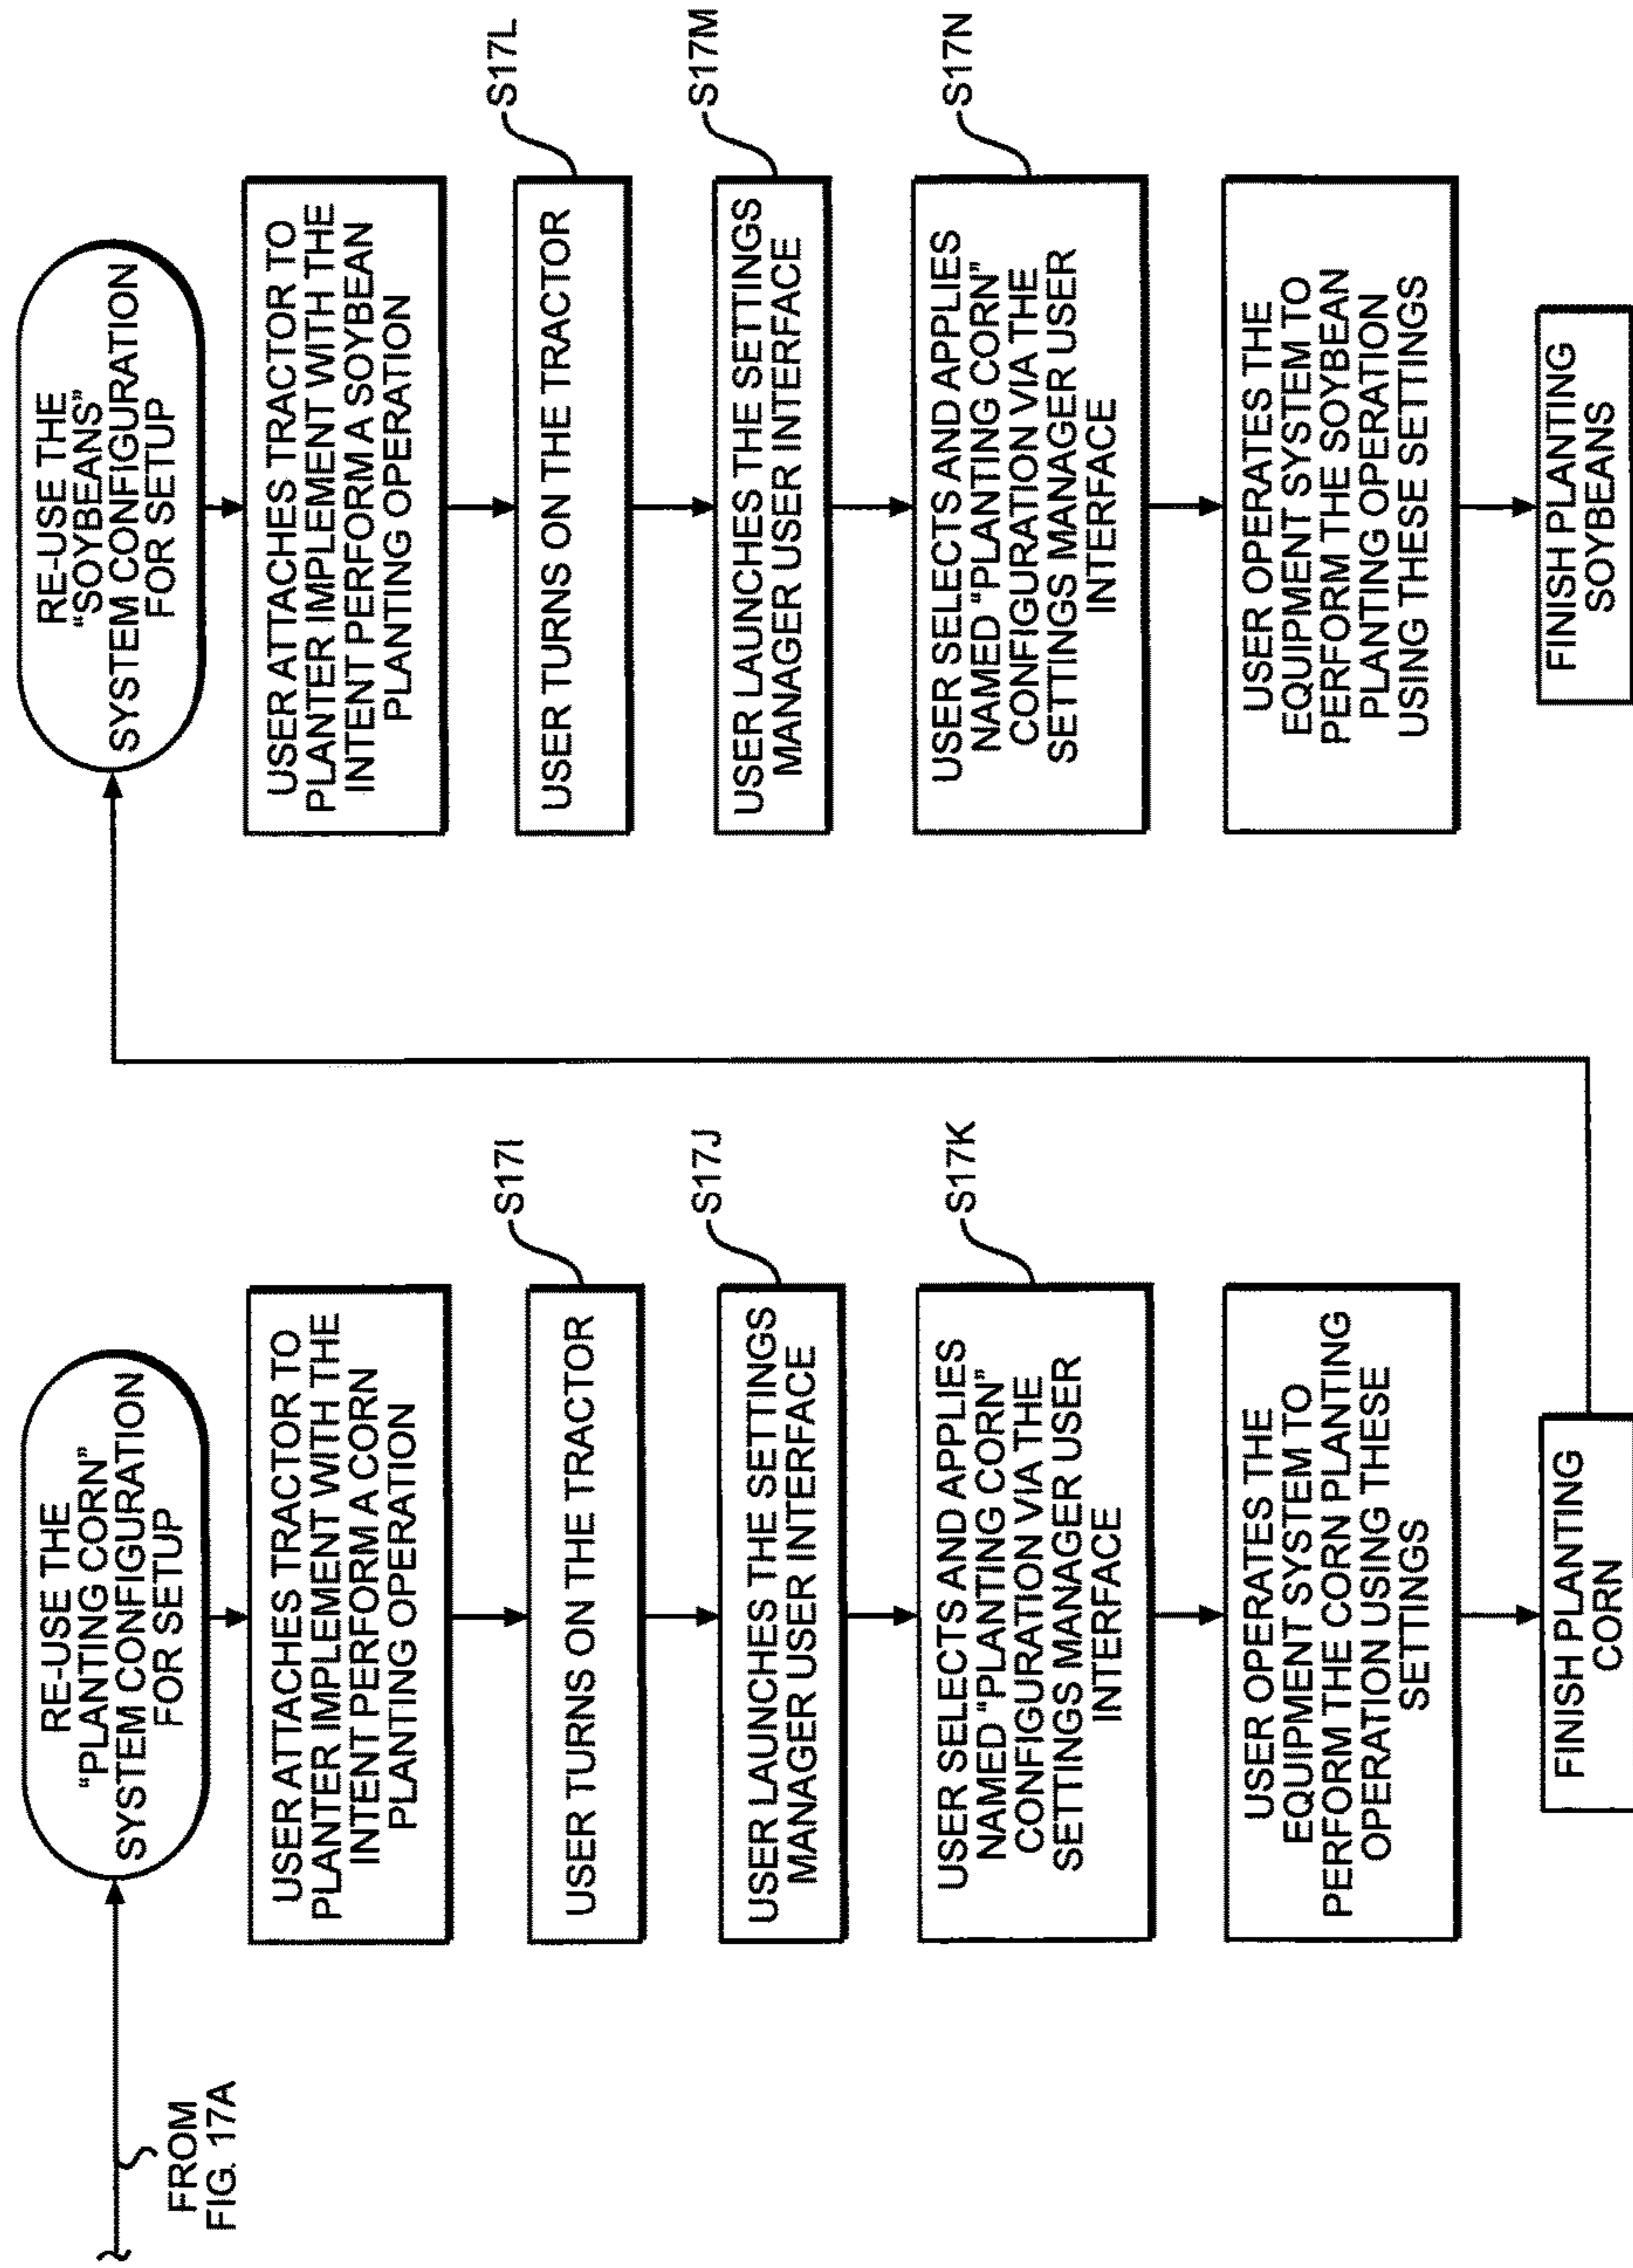 FROM
FIG. 17A
RE-USE THE
"PLANTING CORN"
SYSTEM CONFIGURATION
FOR SETUP
USER ATTACHES TRACTOR TO
PLANTER IMPLEMENT WITH THE
INTENT PERFORM A CORN
PLANTING OPERATION
USER TURNS ON THE TRACTOR
S17I
USER LAUNCHES THE SETTINGS
MANAGER USER INTERFACE
S17J
USER SELECTS AND APPLIES
NAMED "PLANTING CORN"
CONFIGURATION VIA THE
SETTINGS MANAGER USER
INTERFACE
S17K
USER OPERATES THE
EQUIPMENT SYSTEM TO
PERFORM THE CORN PLANTING
OPERATION USING THESE
SETTINGS
FINISH PLANTING
CORN
RE-USE THE
"SOYBEANS"
SYSTEM CONFIGURATION
FOR SETUP
USER ATTACHES TRACTOR TO
PLANTER IMPLEMENT WITH THE
INTENT PERFORM A SOYBEAN
PLANTING OPERATION
USER TURNS ON THE TRACTOR
S17L
USER LAUNCHES THE SETTINGS
MANAGER USER INTERFACE
S17M
USER SELECTS AND APPLIES
NAMED "PLANTING CORN"
CONFIGURATION VIA THE
SETTINGS MANAGER USER
INTERFACE
S17N
USER OPERATES THE
EQUIPMENT SYSTEM TO
PERFORM THE SOYBEAN
PLANTING OPERATION
USING THESE SETTINGS
FINISH PLANTING
SOYBEANS